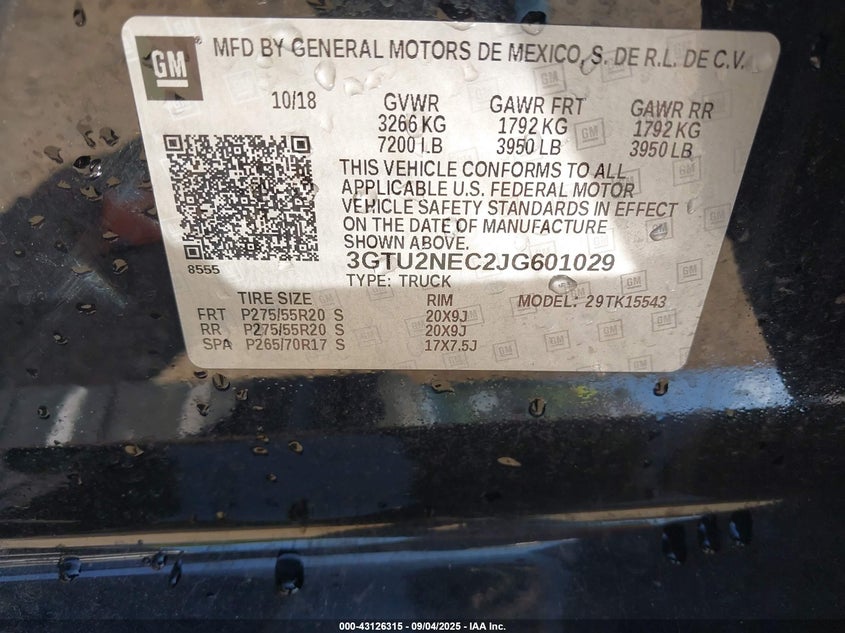 GM ® MFD BY GENERAL MOTORS DE MEXICO, S. DE R.L. DE C.V.
10/18 GVWR GAWR FRT GAWR RR
3266 KG 1792 KG 1792 KG
7200 LB 3950 LB 3950 LB
THIS VEHICLE CONFORMS TO ALL
APPLICABLE U.S. FEDERAL MOTOR
VEHICLE SAFETY STANDARDS IN EFFECT
ON THE DATE OF MANUFACTURE
SHOWN ABOVE.
3GTU2NEC2JG601029
8555
TYPE: TRUCK
TIRE SIZE RIM MODEL: 29TK15543
FRT P275/55R20 S 20X9J
RR P275/55R20 S 20X9J
SPA P265/70R17 S 17X7.5J
000-43126315 - 09/04/2025 - IAA Inc.